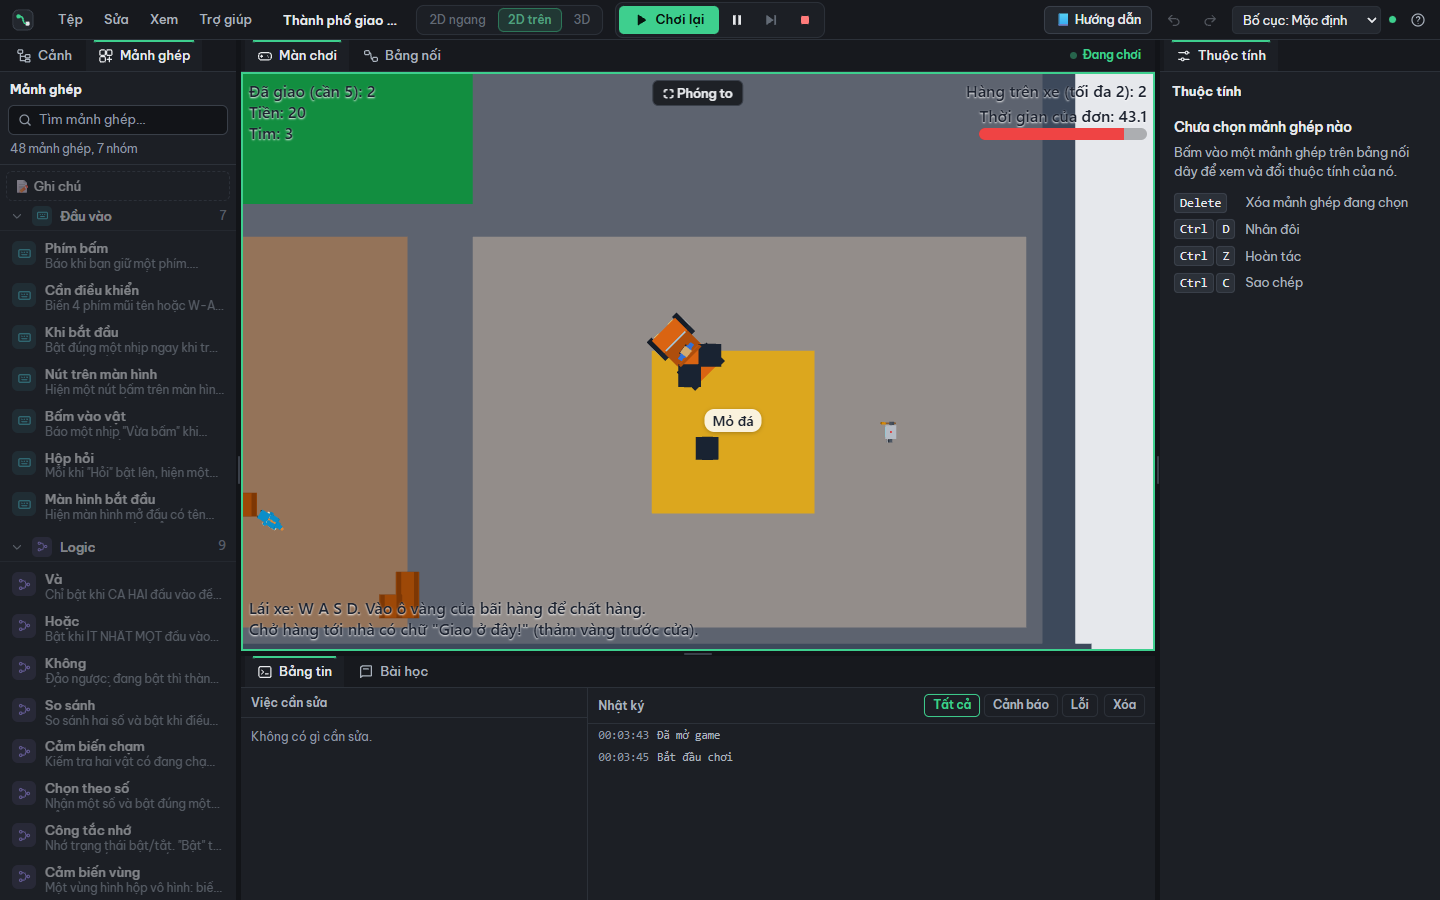 Tệp Sửa Xem Trợ giúp Thành phố giao ... 2D ngang 2D trên 3D Chơi lại Hướng dẫn Bố cục: Mặc định
Cảnh Mảnh ghép
Màn chơi Bảng nối Đang chơi
Thuộc tính
Mảnh ghép
Tìm mảnh ghép...
48 mảnh ghép, 7 nhóm
Ghi chú
Đầu vào 7
Phím bấm
Báo khi bạn giữ một phím....
Cần điều khiển
Biến 4 phím mũi tên hoặc W-A...
Khi bắt đầu
Bật đúng một nhịp ngay khi tr...
Nút trên màn hình
Hiện một nút bấm trên màn hìn...
Bấm vào vật
Báo một nhịp "Vừa bấm" khi...
Hộp hỏi
Mỗi khi "Hỏi" bật lên, hiện một...
Màn hình bắt đầu
Hiện màn hình mở đầu có tên...
Logic 9
Và
Chỉ bật khi CẢ HAI đầu vào đề...
Hoặc
Bật khi ÍT NHẤT MỘT đầu vào...
Không
Đảo ngược: đang bật thì thàn...
So sánh
So sánh hai số và bật khi điều...
Cảm biến chạm
Kiểm tra hai vật có đang chạ...
Chọn theo số
Nhận một số và bật đúng một...
Công tắc nhớ
Nhớ trạng thái bật/tắt. "Bật" t...
Cảm biến vùng
Một vùng hình hộp vô hình: biế...
Đã giao (cần 5): 2
Tiền: 20
Tim: 3
Phóng to
Hàng trên xe (tối đa 2): 2
Thời gian của đơn: 43.1
Mỏ đá
Lái xe: W A S D. Vào ô vàng của bãi hàng để chất hàng.
Chở hàng tới nhà có chữ "Giao ở đây!" (thảm vàng trước cửa).
Bảng tin Bài học
Việc cần sửa
Không có gì cần sửa.
Nhật ký Tất cả Cảnh báo Lỗi Xóa
00:03:43 Đã mở game
00:03:45 Bắt đầu chơi
Thuộc tính
Chưa chọn mảnh ghép nào
Bấm vào một mảnh ghép trên bảng nối
dây để xem và đổi thuộc tính của nó.
Delete Xóa mảnh ghép đang chọn
Ctrl D Nhân đôi
Ctrl Z Hoàn tác
Ctrl C Sao chép